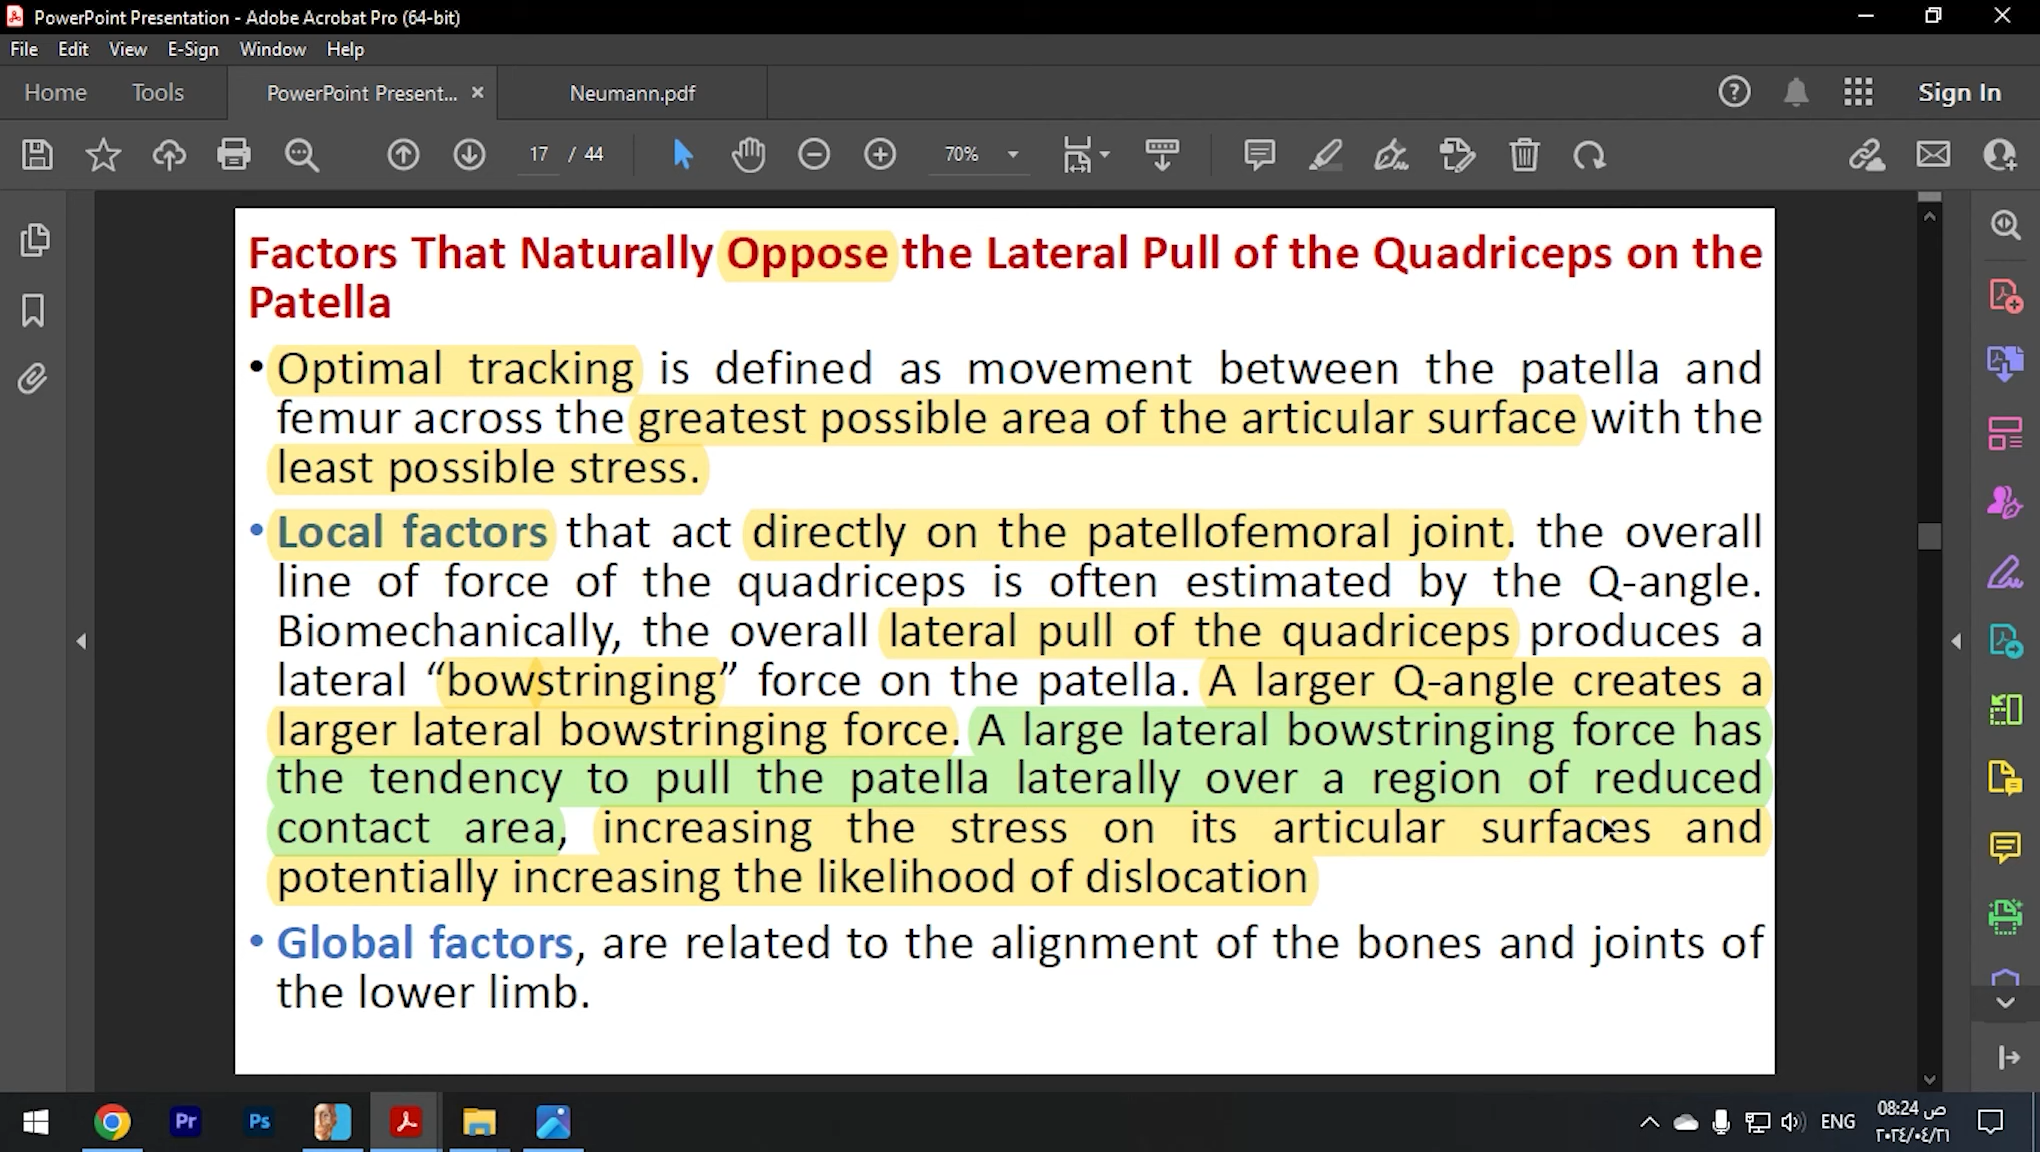 PowerPoint Presentation - Adobe Acrobat Pro (64-bit)
File Edit View E-Sign Window Help
Home Tools PowerPoint Present... Neumann.pdf Sign In
17 / 44 70%
Factors That Naturally Oppose the Lateral Pull of the Quadriceps on the
Patella
• Optimal tracking is defined as movement between the patella and
femur across the greatest possible area of the articular surface with the
least possible stress.
• Local factors that act directly on the patellofemoral joint. the overall
line of force of the quadriceps is often estimated by the Q-angle.
Biomechanically, the overall lateral pull of the quadriceps produces a
lateral “bowstringing” force on the patella. A larger Q-angle creates a
larger lateral bowstringing force. A large lateral bowstringing force has
the tendency to pull the patella laterally over a region of reduced
contact area, increasing the stress on its articular surfaces and
potentially increasing the likelihood of dislocation
• Global factors, are related to the alignment of the bones and joints of
the lower limb.
Pr Ps ENG
08:24 ص
٢٠٢٤/٠٤/٢٦